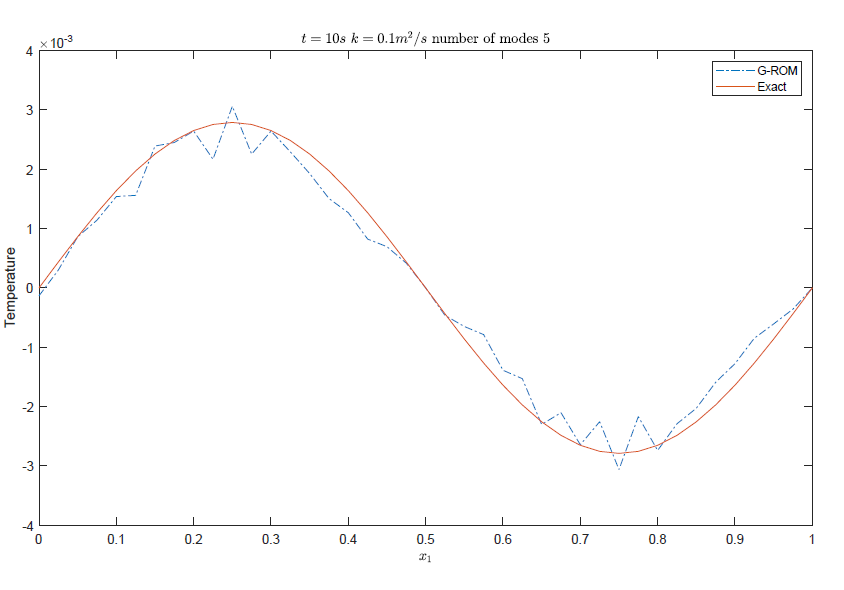 t = 10s k = 0.1m²/s number of modes 5
×10⁻³
4
3
2
1
0
-1
-2
-3
-4
Temperature
G-ROM
Exact
0 0.1 0.2 0.3 0.4 0.5 0.6 0.7 0.8 0.9 1
x₁